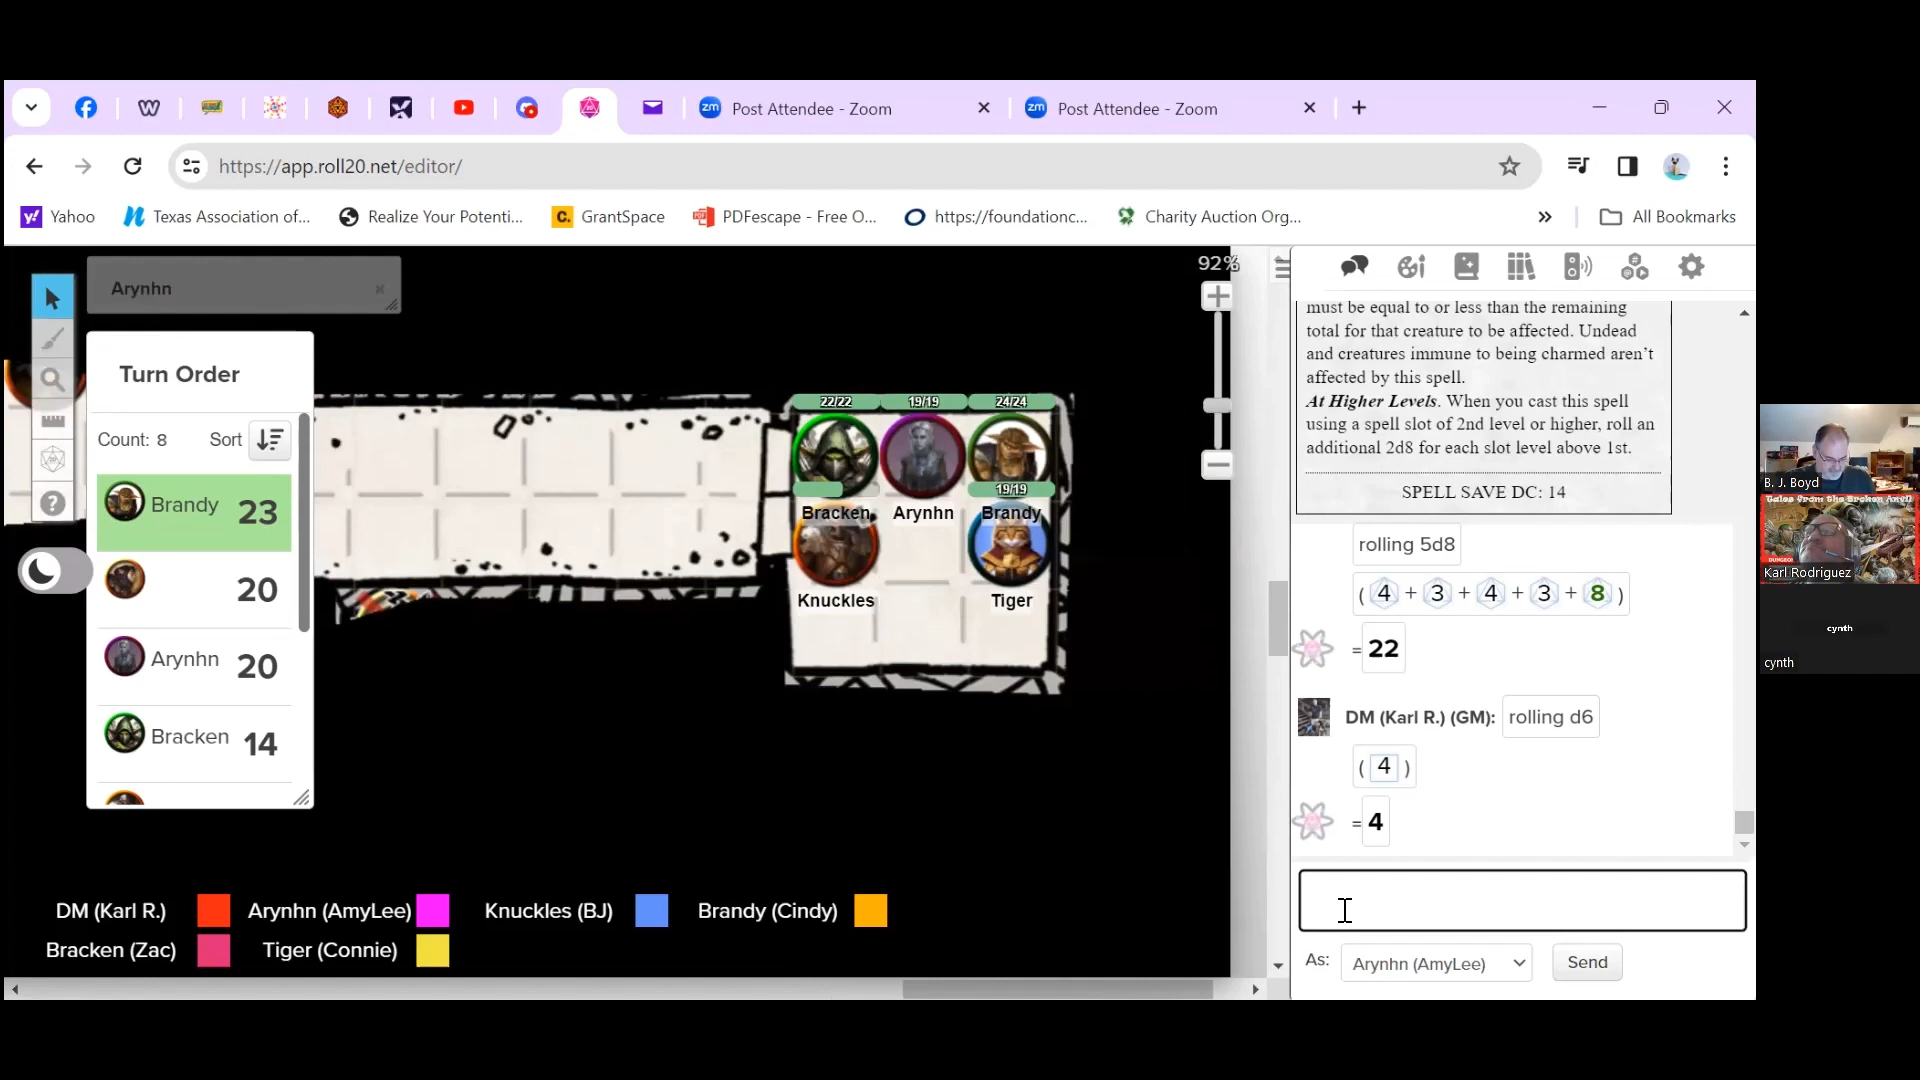 Post Attendee - Zoom
Post Attendee - Zoom
https://app.roll20.net/editor/
Yahoo
Texas Association of...
Realize Your Potenti...
GrantSpace
PDFescape - Free O...
https://foundationc...
Charity Auction Org...
All Bookmarks
Arynhn
92%
Turn Order
Count: 8
Sort
Brandy
23
20
Arynhn
20
Bracken
14
22/22
19/19
24/24
19/19
Bracken
Arynhn
Brandy
Knuckles
Tiger
must be equal to or less than the remaining
total for that creature to be affected. Undead
and creatures immune to being charmed aren't
affected by this spell.
At Higher Levels. When you cast this spell
using a spell slot of 2nd level or higher, roll an
additional 2d8 for each slot level above 1st.
SPELL SAVE DC: 14
rolling 5d8
( 4 + 3 + 4 + 3 + 8 )
= 22
DM (Karl R.) (GM): rolling d6
( 4 )
= 4
As:
Arynhn (AmyLee)
Send
DM (Karl R.)
Arynhn (AmyLee)
Knuckles (BJ)
Brandy (Cindy)
Bracken (Zac)
Tiger (Connie)
B. J. Boyd
Tales from the Broken Anvil
Karl Rodriguez
cynth
cynth